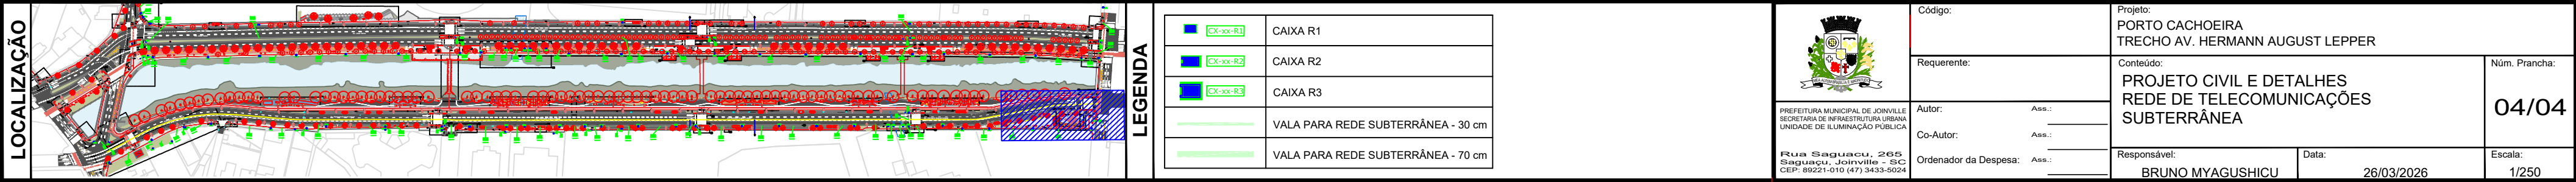 LOCALIZAÇÃO
LEGENDA
CX-xx-R1 CAIXA R1
CX-xx-R2 CAIXA R2
CX-xx-R3 CAIXA R3
VALA PARA REDE SUBTERRÂNEA - 30 cm
VALA PARA REDE SUBTERRÂNEA - 70 cm
PREFEITURA MUNICIPAL DE JOINVILLE
SECRETARIA DE INFRAESTRUTURA URBANA
UNIDADE DE ILUMINAÇÃO PÚBLICA
Rua Saguacu, 265
Saguaçu, Joinville - SC
CEP: 89221-010 (47) 3433-5024
Código:
Requerente:
Autor: Ass.:
Co-Autor: Ass.:
Ordenador da Despesa: Ass.:
Projeto:
PORTO CACHOEIRA
TRECHO AV. HERMANN AUGUST LEPPER
Conteúdo:
PROJETO CIVIL E DETALHES
REDE DE TELECOMUNICAÇÕES
SUBTERRÂNEA
Núm. Prancha:
04/04
Responsável:
BRUNO MYAGUSHICU
Data:
26/03/2026
Escala:
1/250